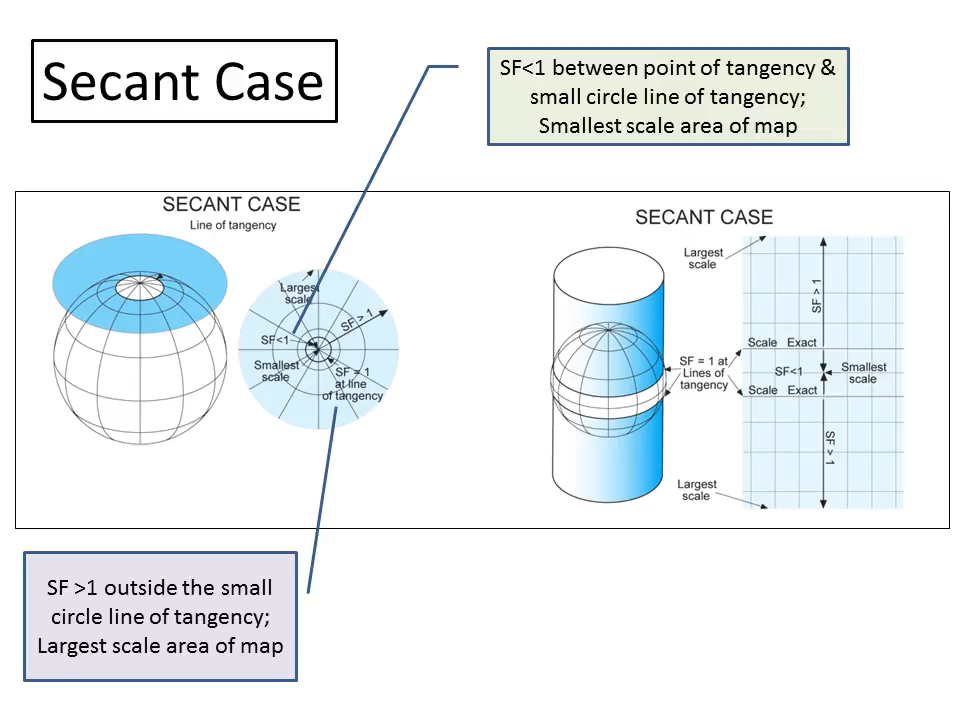 Secant Case
SF<1 between point of tangency &
small circle line of tangency;
Smallest scale area of map
SECANT CASE
Line of tangency
Largest
scale
SF > 1
SF<1
Smallest
scale
SF = 1
at line
of tangency
SECANT CASE
Largest
scale
SF > 1
Scale Exact
SF = 1 at
Lines of
tangency
SF<1
Smallest
scale
Scale Exact
SF > 1
Largest
scale
SF >1 outside the small
circle line of tangency;
Largest scale area of map